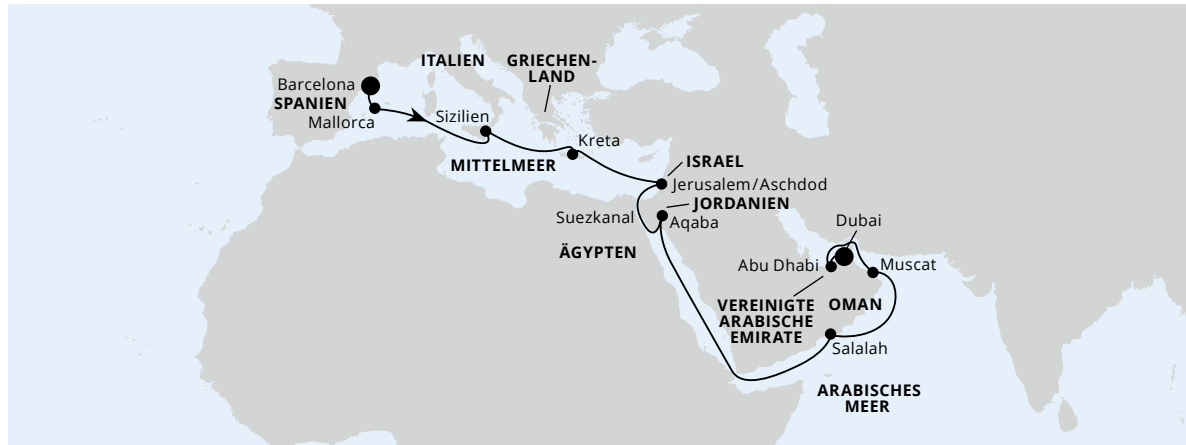 ITALIEN
GRIECHEN-
LAND
Barcelona
SPANIEN
Mallorca
Sizilien
Kreta
MITTELMEER
ISRAEL
Jerusalem/Aschdod
JORDANIEN
Suezkanal
Aqaba
ÄGYPTEN
Dubai
Abu Dhabi
Muscat
VEREINIGTE
ARABISCHE
EMIRATE
OMAN
Salalah
ARABISCHES
MEER